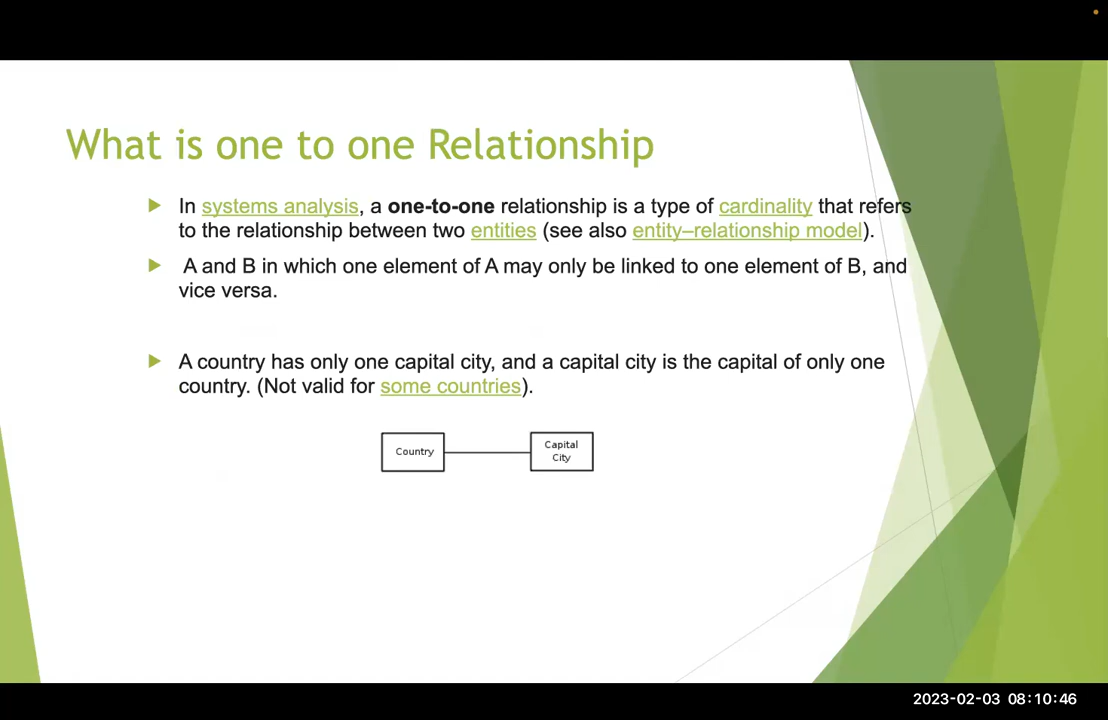 What is one to one Relationship
In systems analysis, a one-to-one relationship is a type of cardinality that refers
to the relationship between two entities (see also entity–relationship model).
A and B in which one element of A may only be linked to one element of B, and
vice versa.
A country has only one capital city, and a capital city is the capital of only one
country. (Not valid for some countries).
Country
Capital
City
2023-02-03 08:10:46